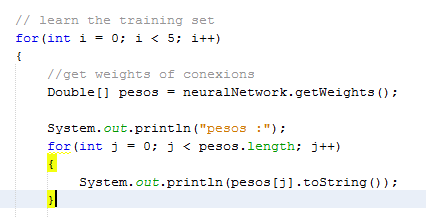 // learn the training set
for(int i = 0; i < 5; i++)
{
//get weights of conexions
Double[] pesos = neuralNetwork.getWeights();
System.out.println("pesos :");
for(int j = 0; j < pesos.length; j++)
{
System.out.println(pesos[j].toString());
}